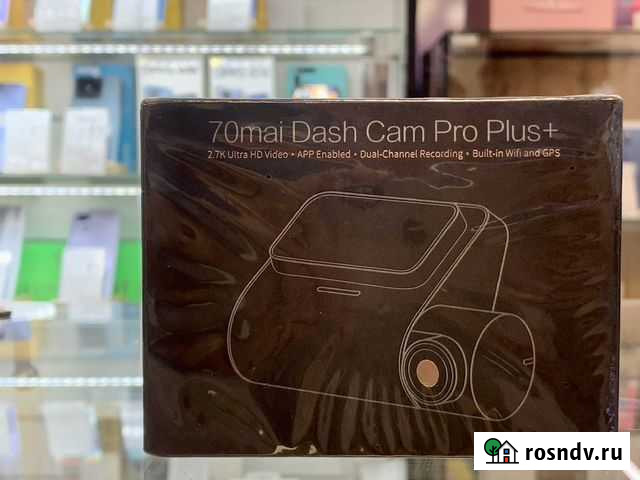 70mai Dash Cam Pro Plus+
2.7K Ultra HD Video • APP Enabled • Dual-Channel Recording • Built-in Wifi and GPS
rosndv.ru